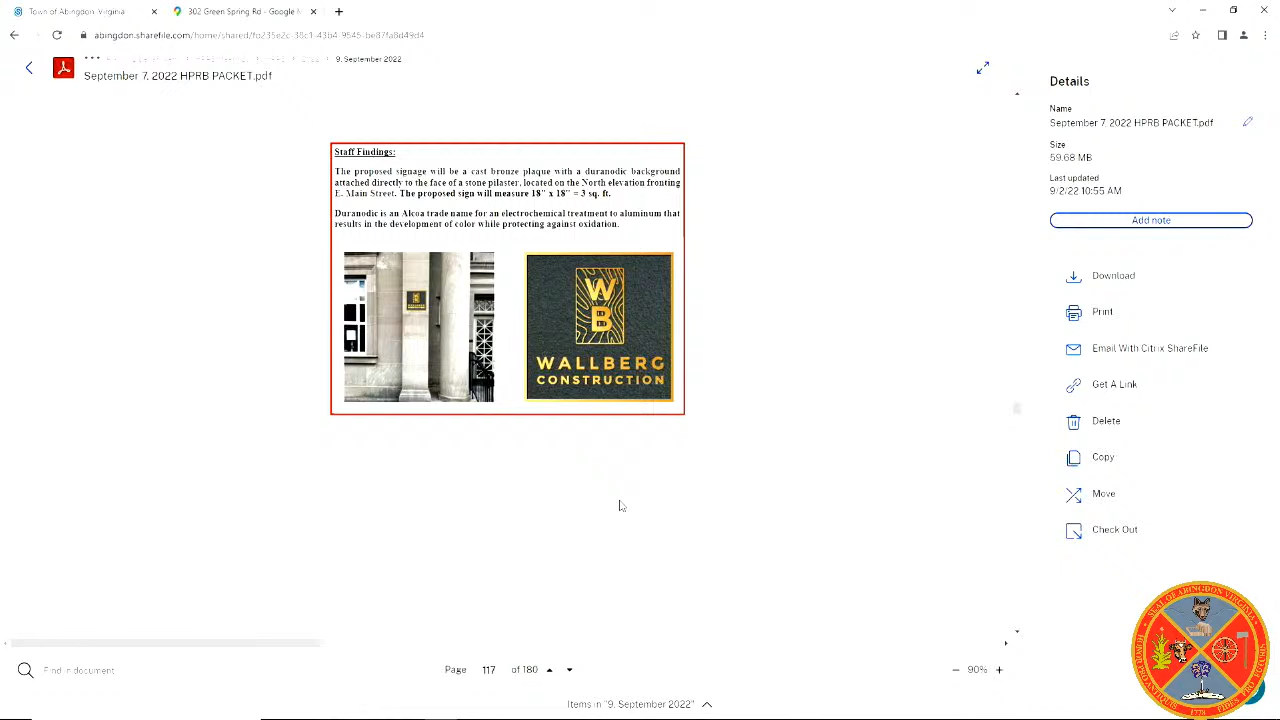 Town of Abingdon Virginia
302 Green Spring Rd - Google M
abingdon.sharefile.com/home/shared/
9, September 2022
September 7, 2022 HPRB PACKET.pdf
Staff Findings:
The proposed signage will be a cast bronze plaque with a duranodic background
attached directly to the face of a stone pilaster, located on the North elevation fronting
E. Main Street. The proposed sign will measure 18" x 18" = 3 sq. ft.
Duranodic is an Alcoa trade name for an electrochemical treatment to aluminum that
results in the development of color while protecting against oxidation.
W
B
WALLBERG
CONSTRUCTION
Details
Name
September 7, 2022 HPRB PACKET.pdf
Size
59.68 MB
Last updated
9/2/22 10:55 AM
Add note
Download
Print
Email With Citrix ShareFile
Get A Link
Delete
Copy
Move
Check Out
SEAL OF ABINGDON VIRGINIA
1778
Find in document
Page 117 of 180
90%
Items in "9, September 2022"